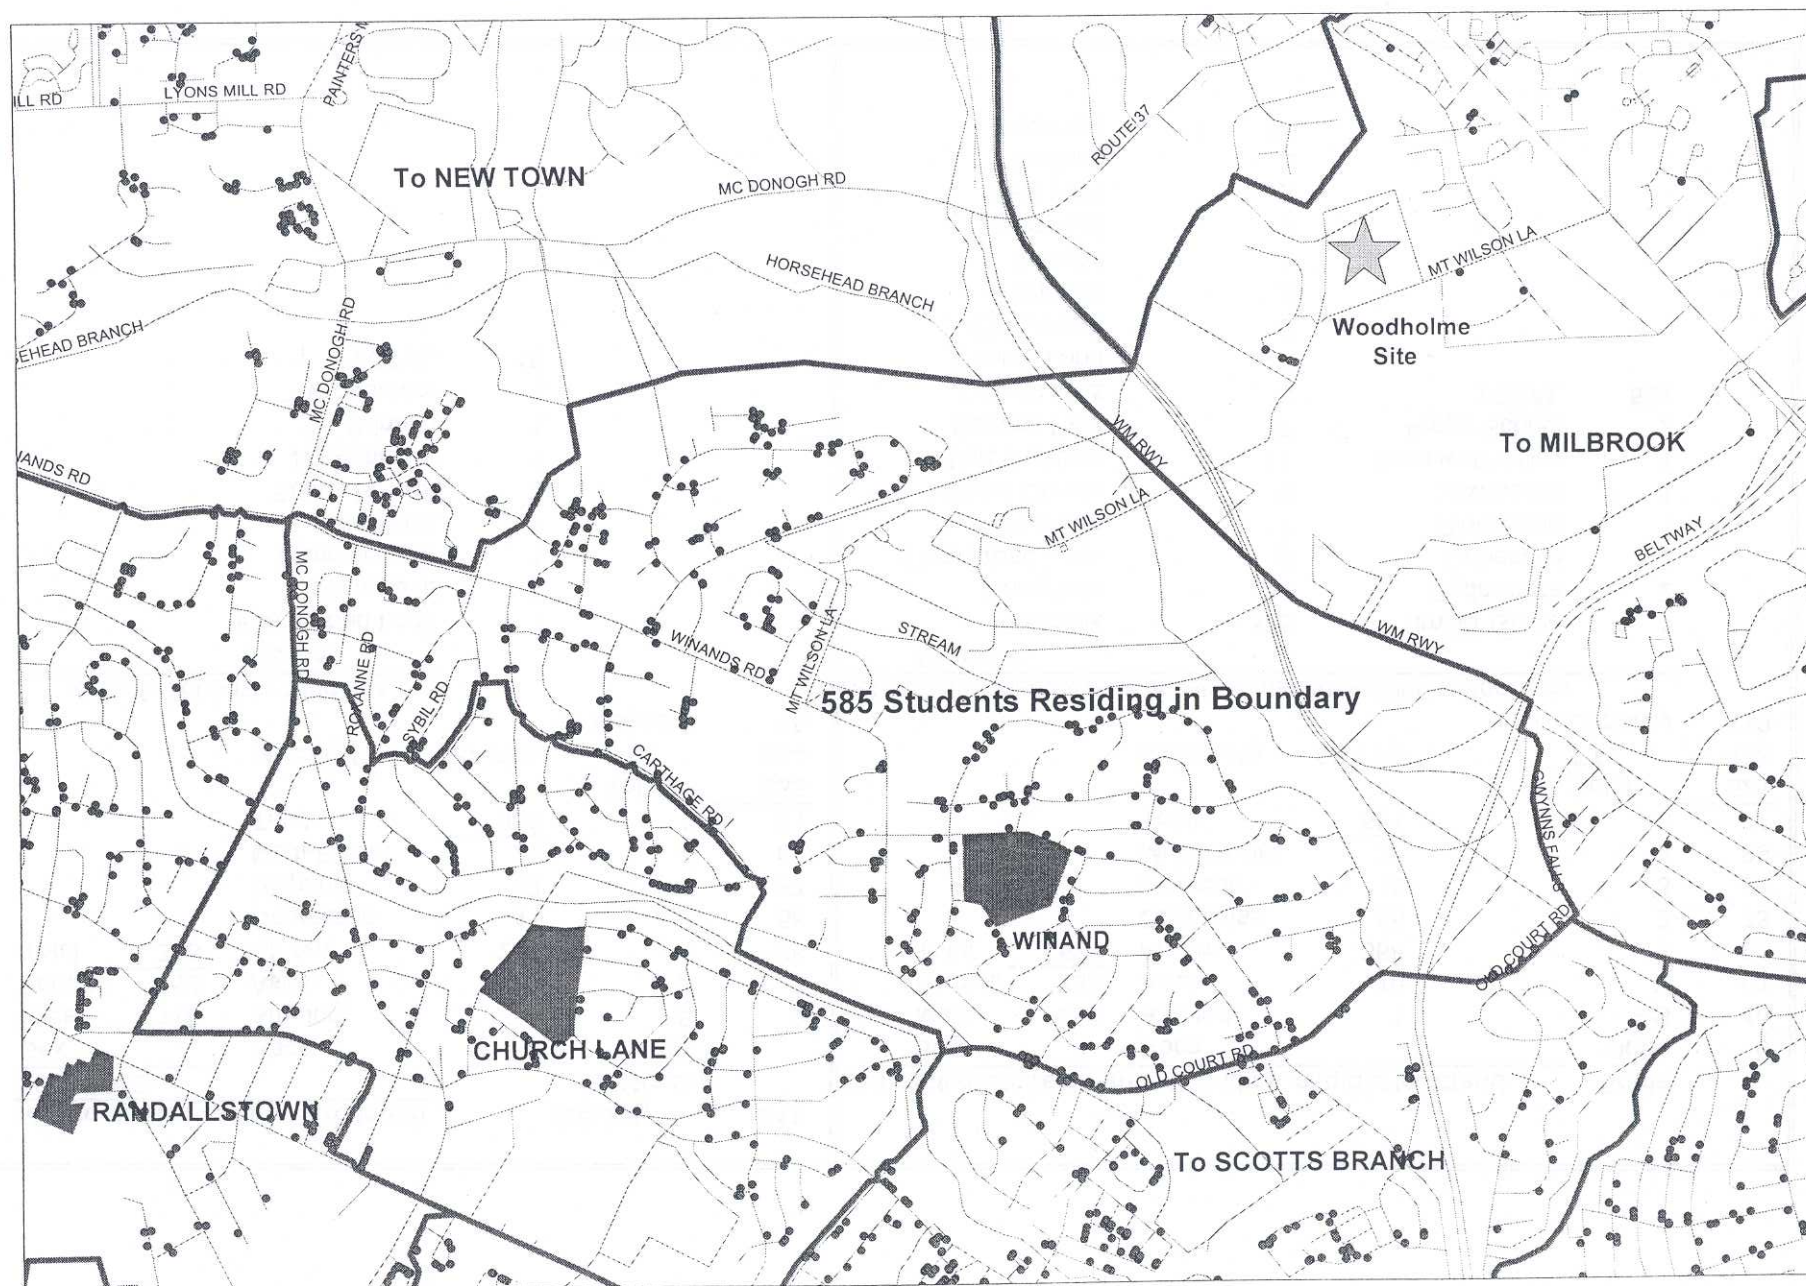 ILL RD
LYONS MILL RD
PAINTERS M
ROUTE 37
To NEW TOWN
MC DONOGH RD
MT WILSON LA
HORSEHEAD BRANCH
Woodholme
Site
SEHEAD BRANCH
MC DONOGH RD
WM RWY
To MILBROOK
NANDS RD
MT WILSON LA
BELTWAY
MC DONOGH RD
ROXANNE RD
SYBIL RD
WINANDS RD
MT WILSON LA
STREAM
WM RWY
585 Students Residing in Boundary
CARTHAGE RD
GWYNNS FALLS
WINAND
OLD COURT RD
CHURCH LANE
OLD COURT RD
RANDALLSTOWN
To SCOTTS BRANCH